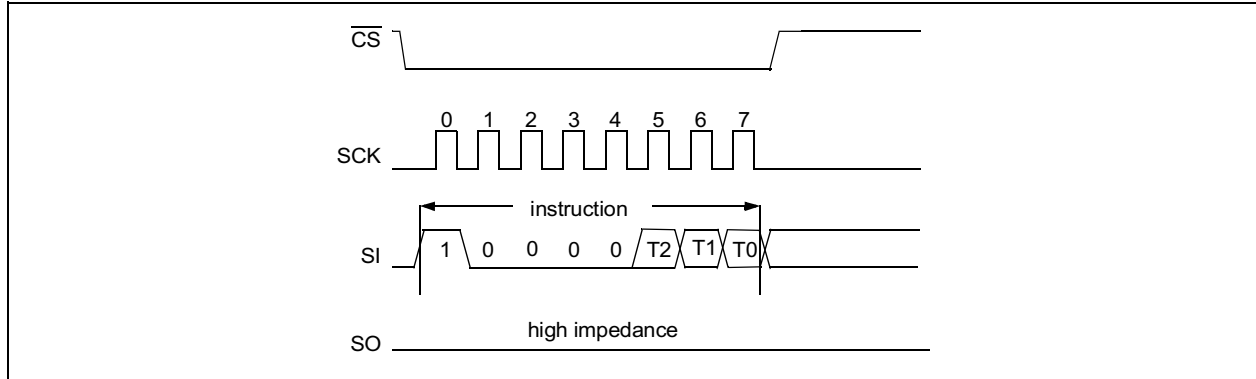 CS
0 1 2 3 4 5 6 7
SCK
instruction
SI 1 0 0 0 0 T2 T1 T0
high impedance
SO